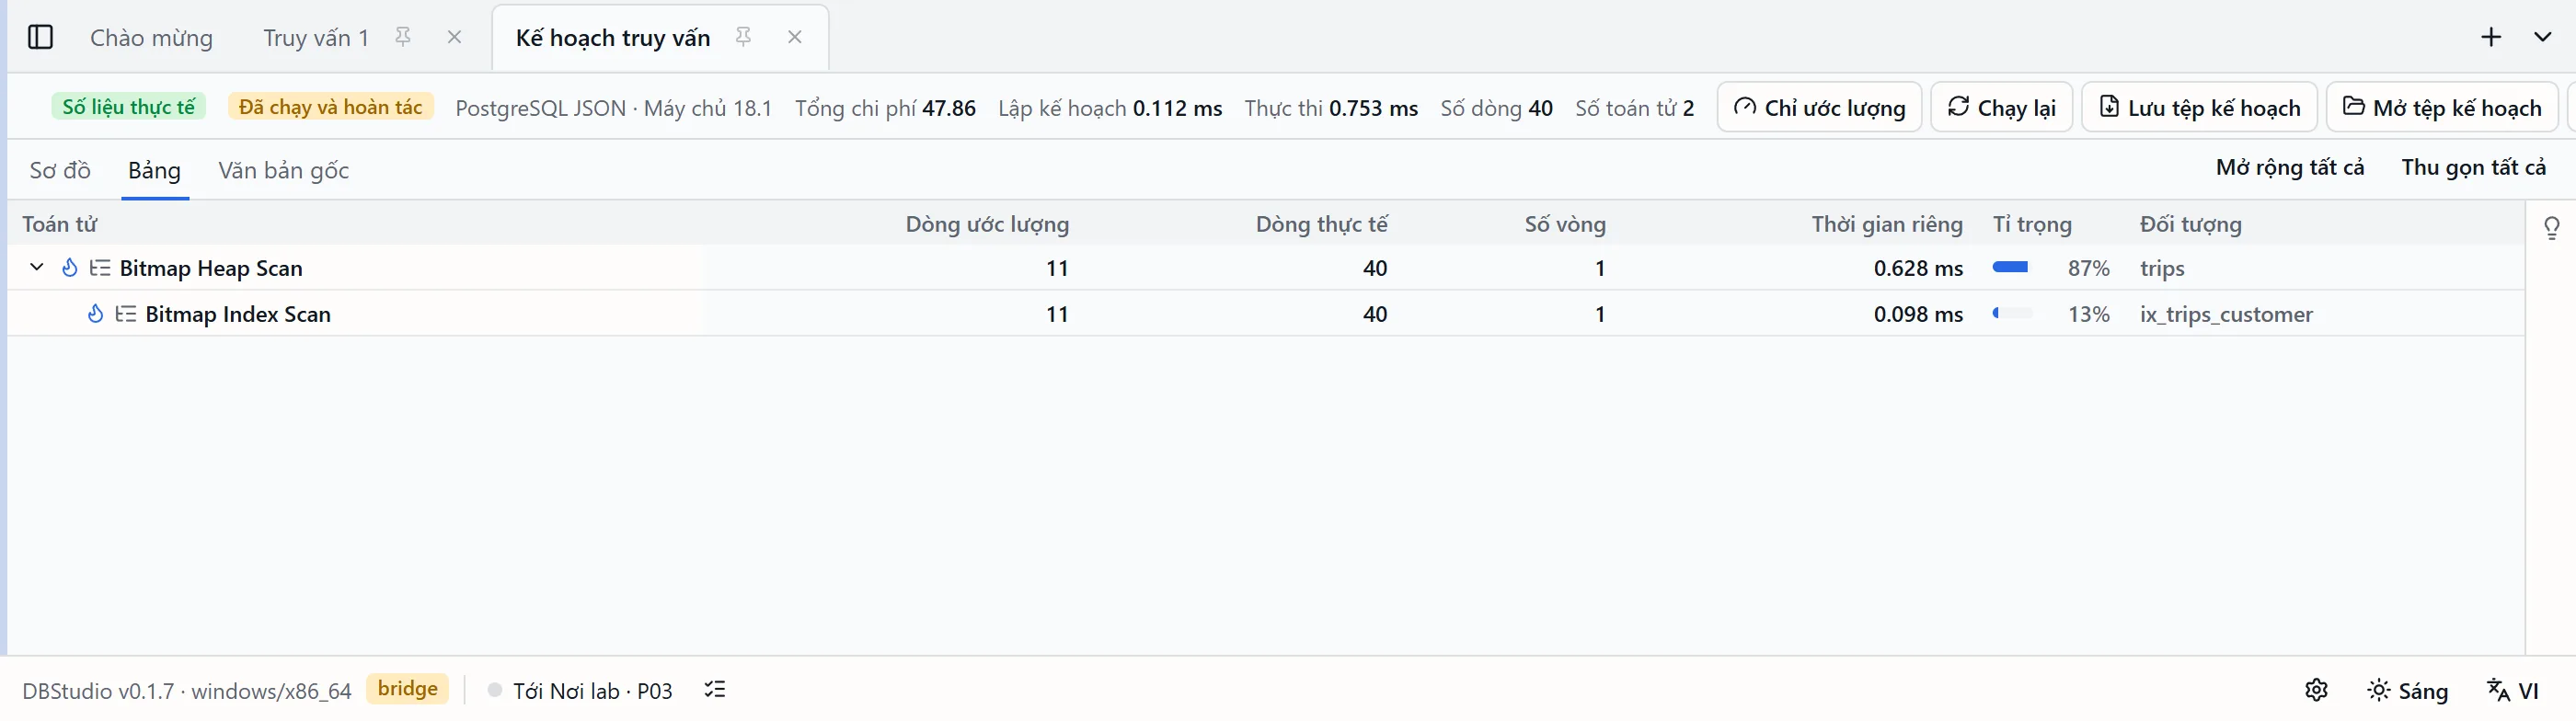 Chào mừng Truy vấn 1 Kế hoạch truy vấn
Số liệu thực tế Đã chạy và hoàn tác PostgreSQL JSON · Máy chủ 18.1 Tổng chi phí 47.86 Lập kế hoạch 0.112 ms Thực thi 0.753 ms Số dòng 40 Số toán tử 2 Chỉ ước lượng Chạy lại Lưu tệp kế hoạch Mở tệp kế hoạch
Sơ đồ Bảng Văn bản gốc Mở rộng tất cả Thu gọn tất cả
Toán tử Dòng ước lượng Dòng thực tế Số vòng Thời gian riêng Tỉ trọng Đối tượng
Bitmap Heap Scan 11 40 1 0.628 ms 87% trips
Bitmap Index Scan 11 40 1 0.098 ms 13% ix_trips_customer
DBStudio v0.1.7 · windows/x86_64 bridge Tới Nơi lab · P03 Sáng VI